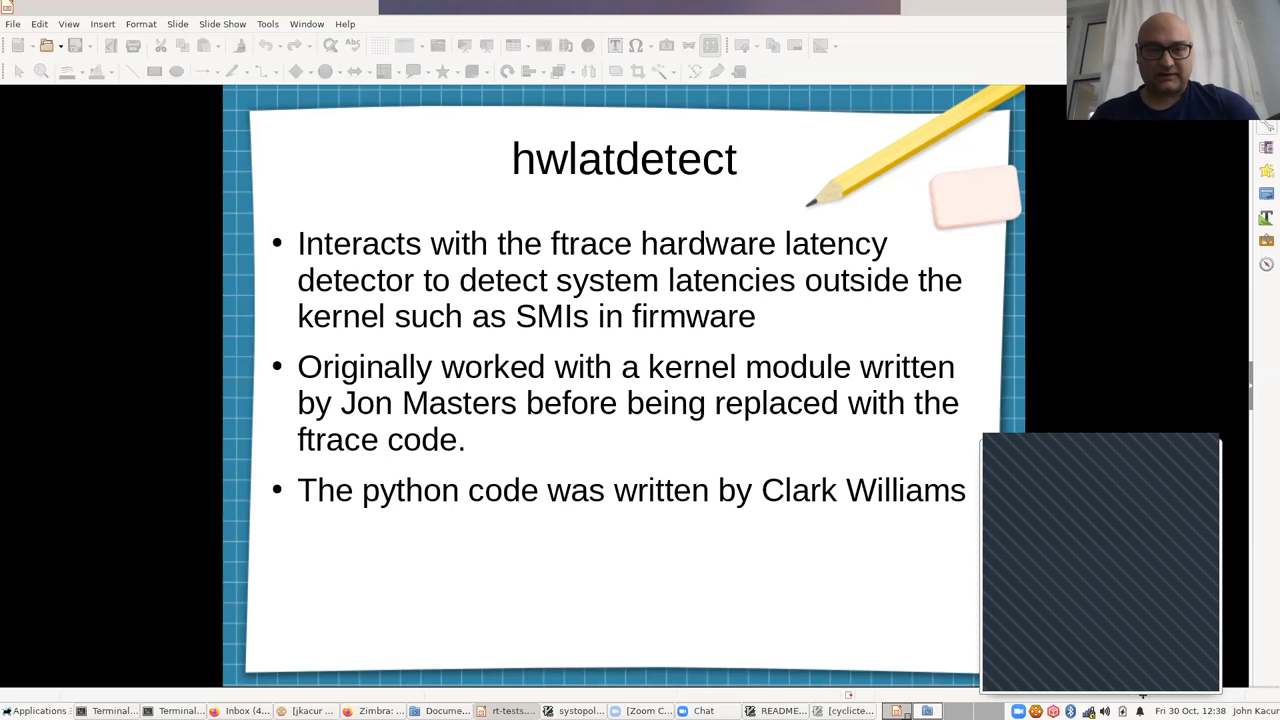 File Edit View Insert Format Slide Slide Show Tools Window Help
hwlatdetect
• Interacts with the ftrace hardware latency
detector to detect system latencies outside the
kernel such as SMIs in firmware
• Originally worked with a kernel module written
by Jon Masters before being replaced with the
ftrace code.
• The python code was written by Clark Williams
Applications Terminal... Terminal... Inbox (4... [jkacur ... Zimbra: ... Docume... rt-tests.... systopol... [Zoom C... Chat README... [cyclicte... Fri 30 Oct, 12:38 John Kacur